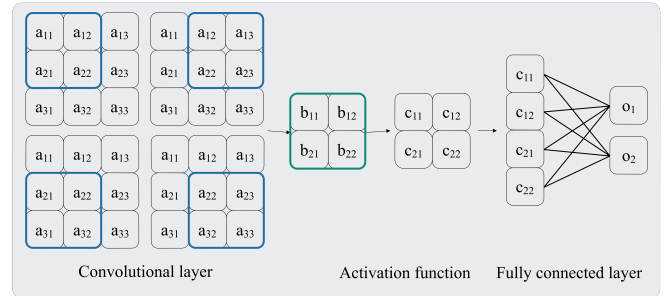 a₁₁ a₁₂ a₁₃ a₁₁ a₁₂ a₁₃
a₂₁ a₂₂ a₂₃ a₂₁ a₂₂ a₂₃
a₃₁ a₃₂ a₃₃ a₃₁ a₃₂ a₃₃
a₁₁ a₁₂ a₁₃ a₁₁ a₁₂ a₁₃
a₂₁ a₂₂ a₂₃ a₂₁ a₂₂ a₂₃
a₃₁ a₃₂ a₃₃ a₃₁ a₃₂ a₃₃
b₁₁ b₁₂
b₂₁ b₂₂
c₁₁ c₁₂
c₂₁ c₂₂
c₁₁
c₁₂
c₂₁
c₂₂
o₁
o₂
Convolutional layer
Activation function
Fully connected layer